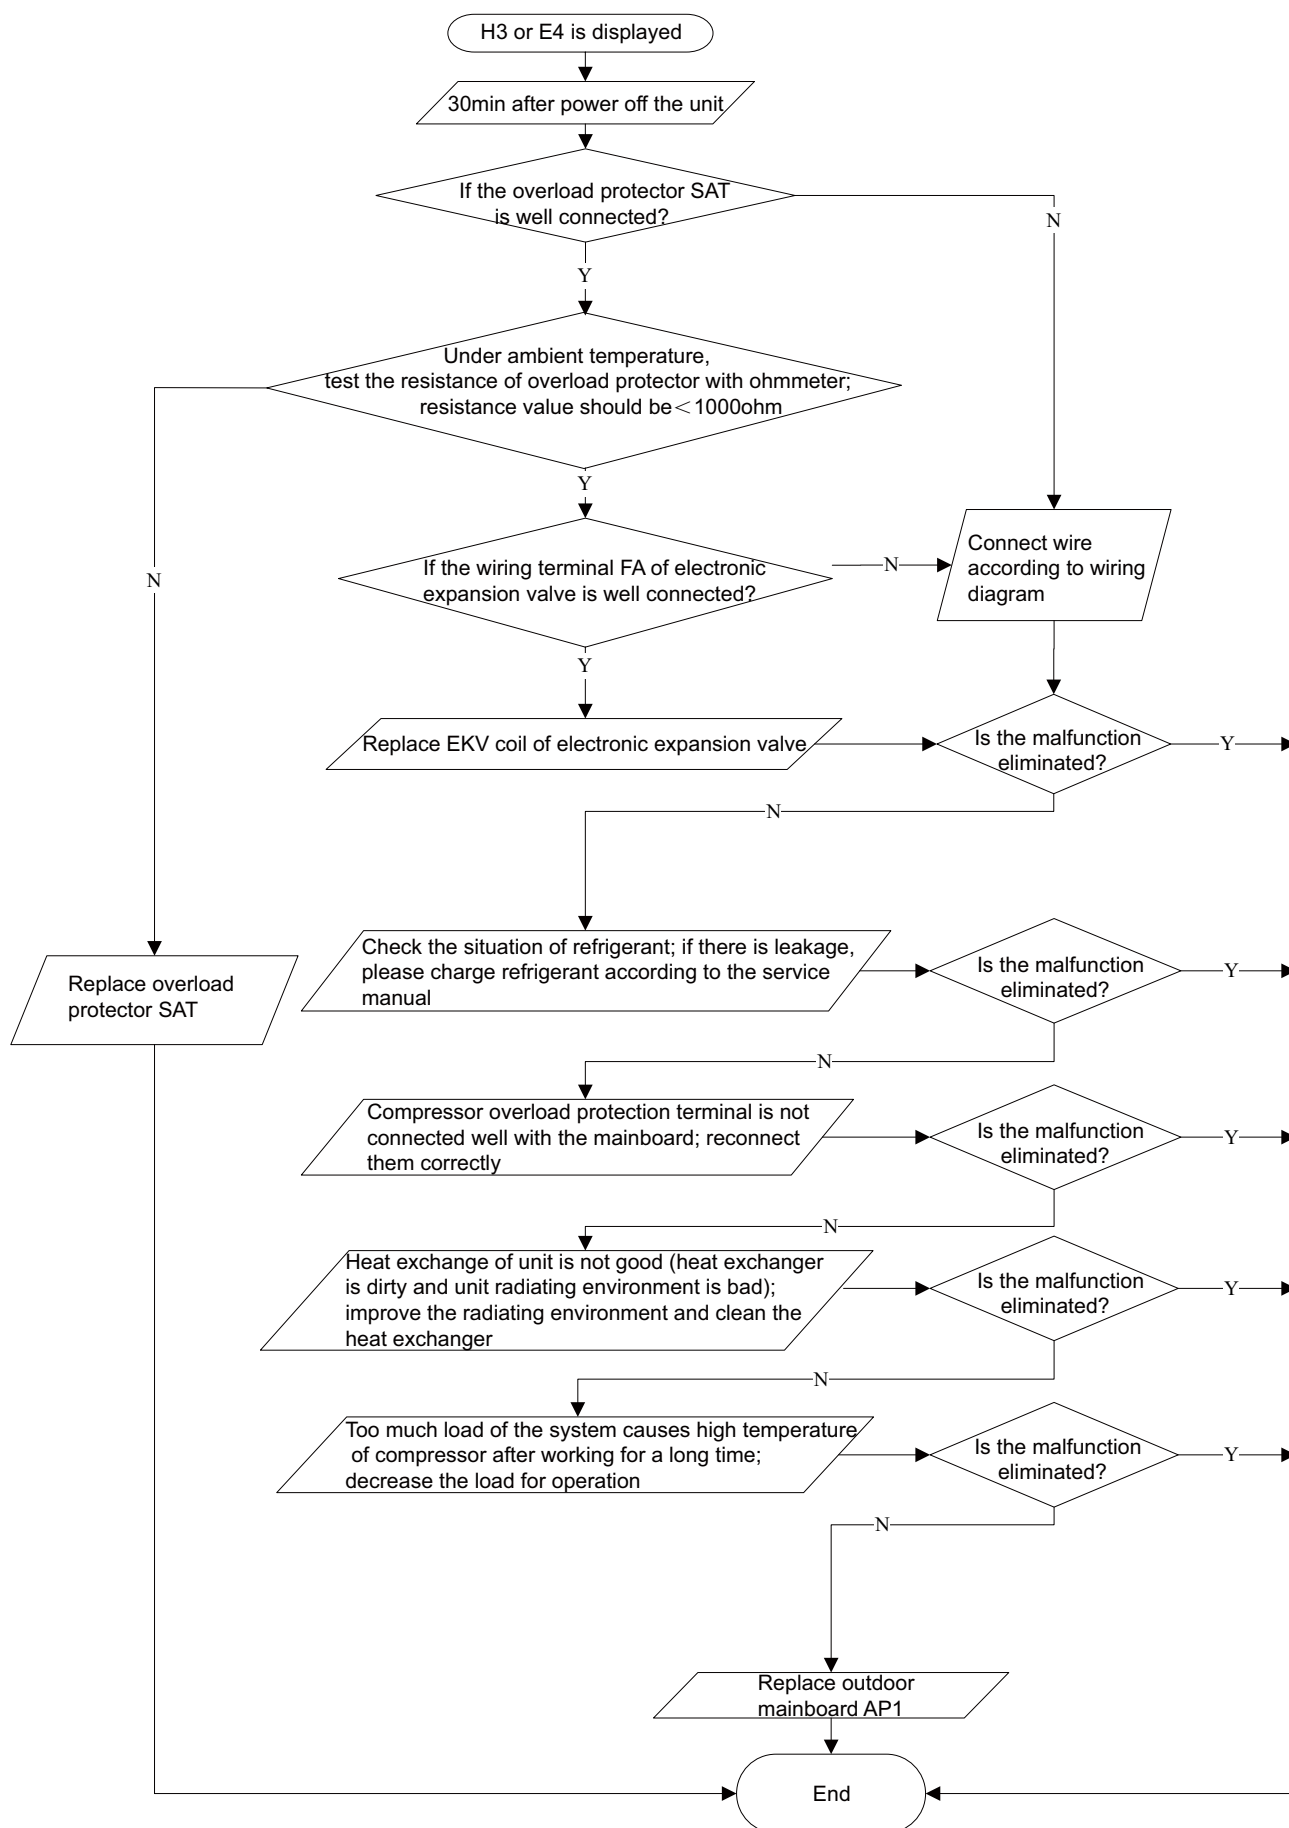 H3 or E4 is displayed
30min after power off the unit
If the overload protector SAT
is well connected?
N
Y
Under ambient temperature,
test the resistance of overload protector with ohmmeter;
resistance value should be<1000ohm
Y
N
If the wiring terminal FA of electronic
expansion valve is well connected?
N
Connect wire
according to wiring
diagram
Y
Replace EKV coil of electronic expansion valve
Is the malfunction
eliminated?
Y
N
Check the situation of refrigerant; if there is leakage,
please charge refrigerant according to the service
manual
Is the malfunction
eliminated?
Y
Replace overload
protector SAT
N
Compressor overload protection terminal is not
connected well with the mainboard; reconnect
them correctly
Is the malfunction
eliminated?
Y
N
Heat exchange of unit is not good (heat exchanger
is dirty and unit radiating environment is bad);
improve the radiating environment and clean the
heat exchanger
Is the malfunction
eliminated?
Y
N
Too much load of the system causes high temperature
of compressor after working for a long time;
decrease the load for operation
Is the malfunction
eliminated?
Y
N
Replace outdoor
mainboard AP1
End